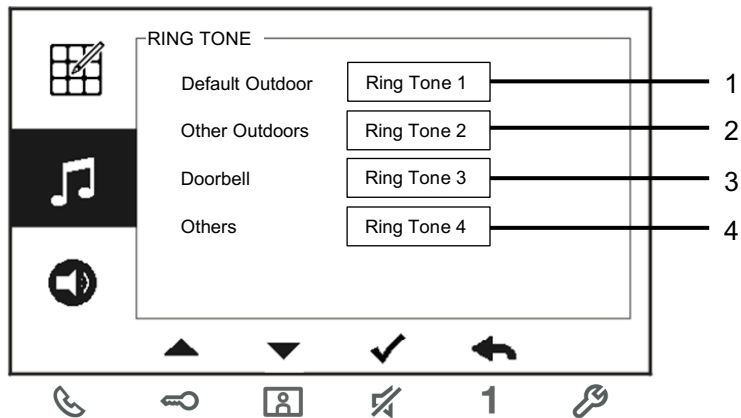 RING TONE
Default Outdoor Ring Tone 1 1
Other Outdoors Ring Tone 2 2
Doorbell Ring Tone 3 3
Others Ring Tone 4 4
1